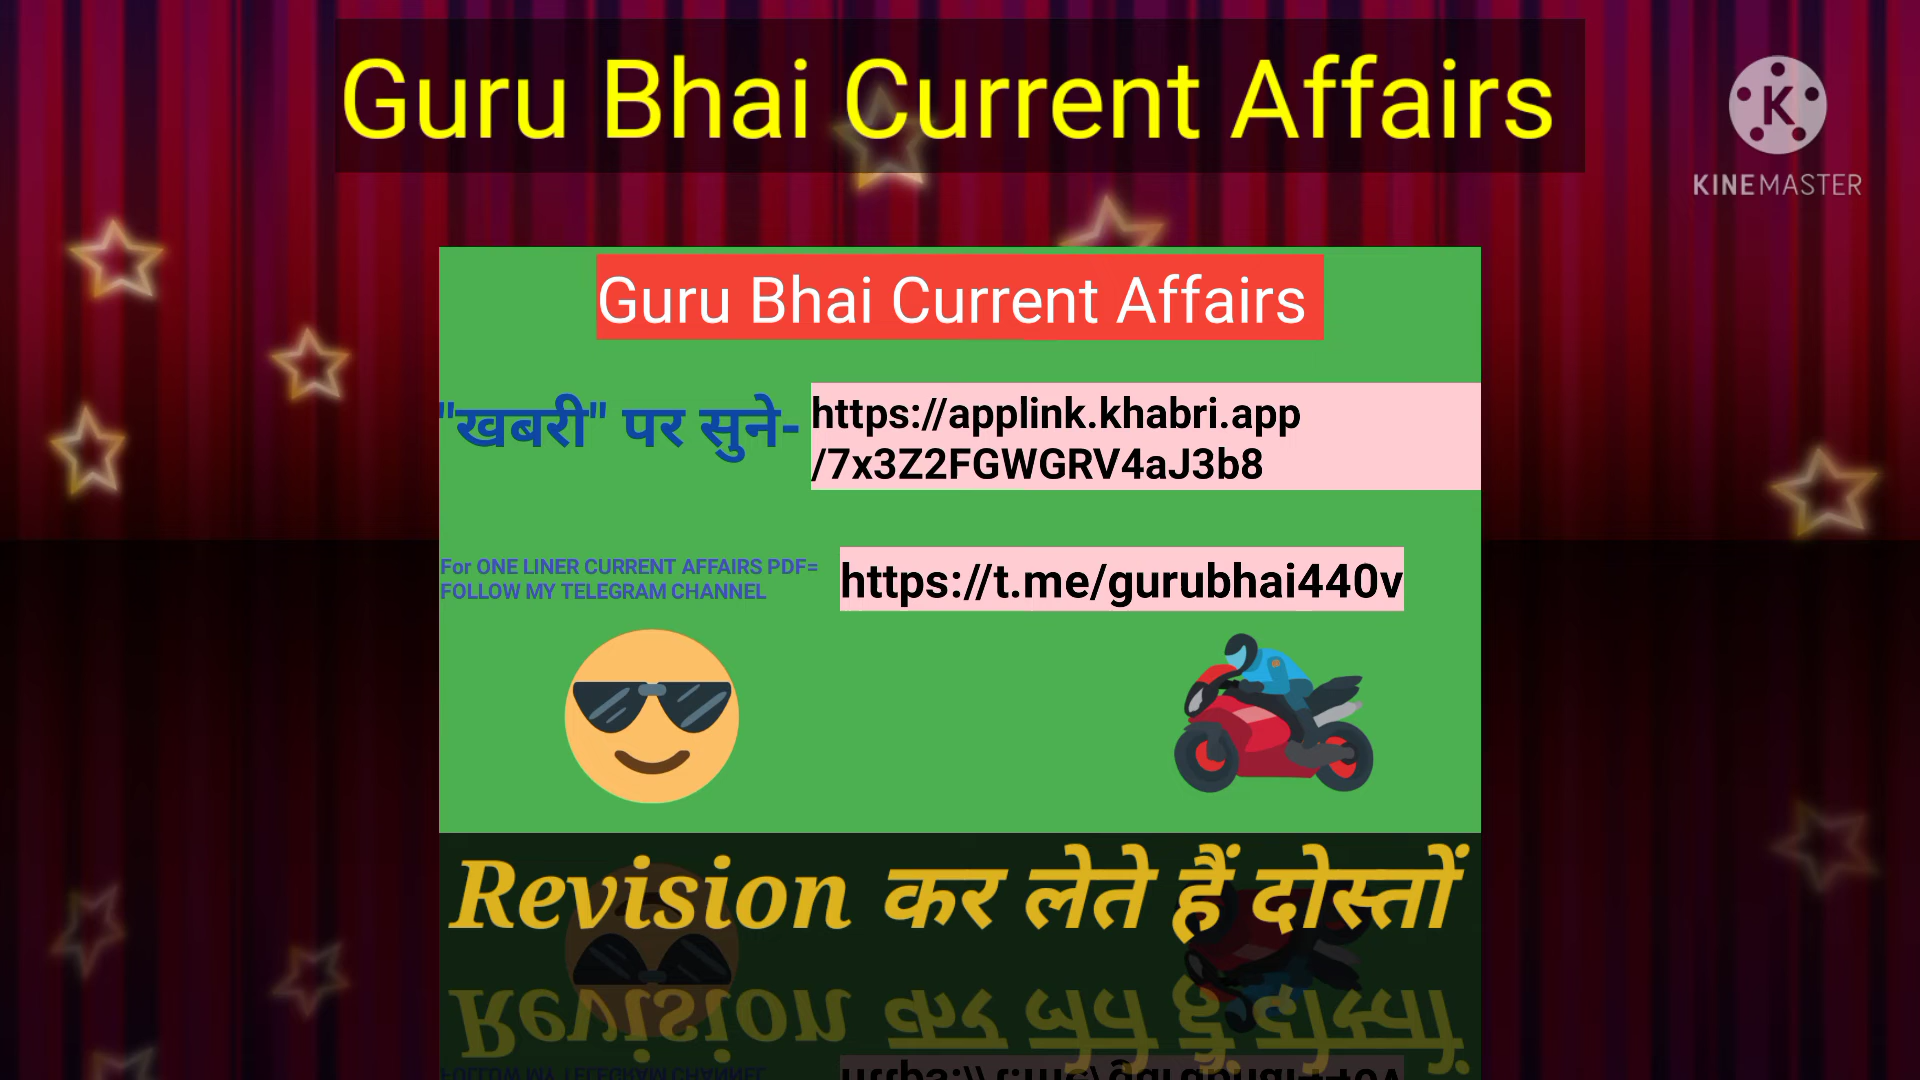 Guru Bhai Current Affairs
K
KINEMASTER
Guru Bhai Current Affairs
"खबरी" पर सुने-
https://applink.khabri.app
/7x3Z2FGWGRV4aJ3b8
For ONE LINER CURRENT AFFAIRS PDF=
FOLLOW MY TELEGRAM CHANNEL
https://t.me/gurubhai440v
Revision कर लेते हैं दोस्तों